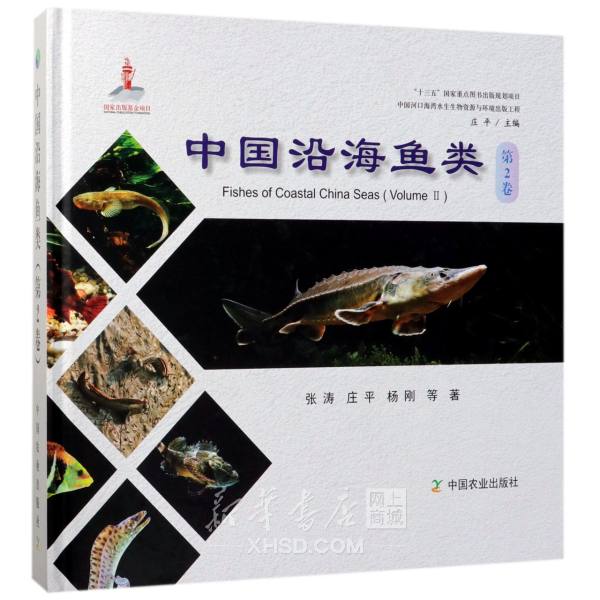 国家出版基金项目
"十三五"国家重点图书出版规划项目
中国河口海湾水生生物资源与环境出版工程
庄平/主编
中国沿海鱼类
第2卷
Fishes of Coastal China Seas (Volume Ⅱ)
张涛 庄平 杨刚 等 著
中国农业出版社
中国沿海鱼类(第2卷)
中国农业出版社
新华书店
网上商城
XHSD.COM